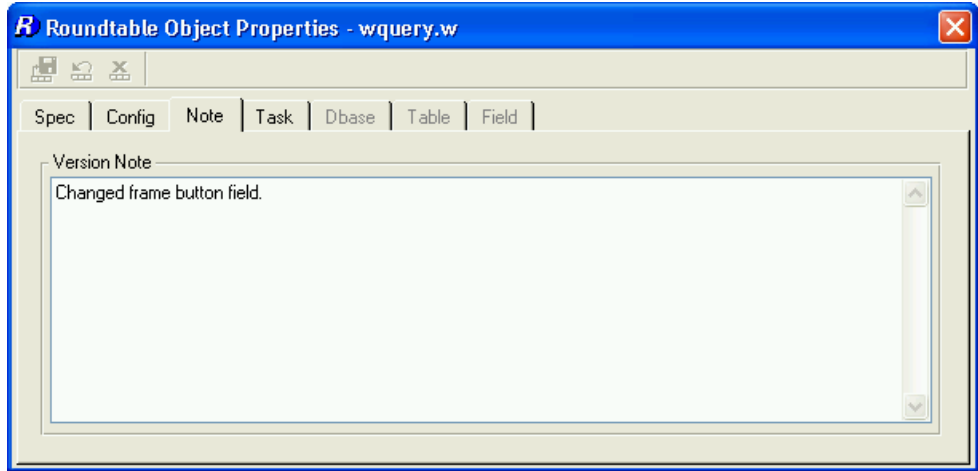 R Roundtable Object Properties - wquery.w
Spec Config Note Task Dbase Table Field
Version Note
Changed frame button field.